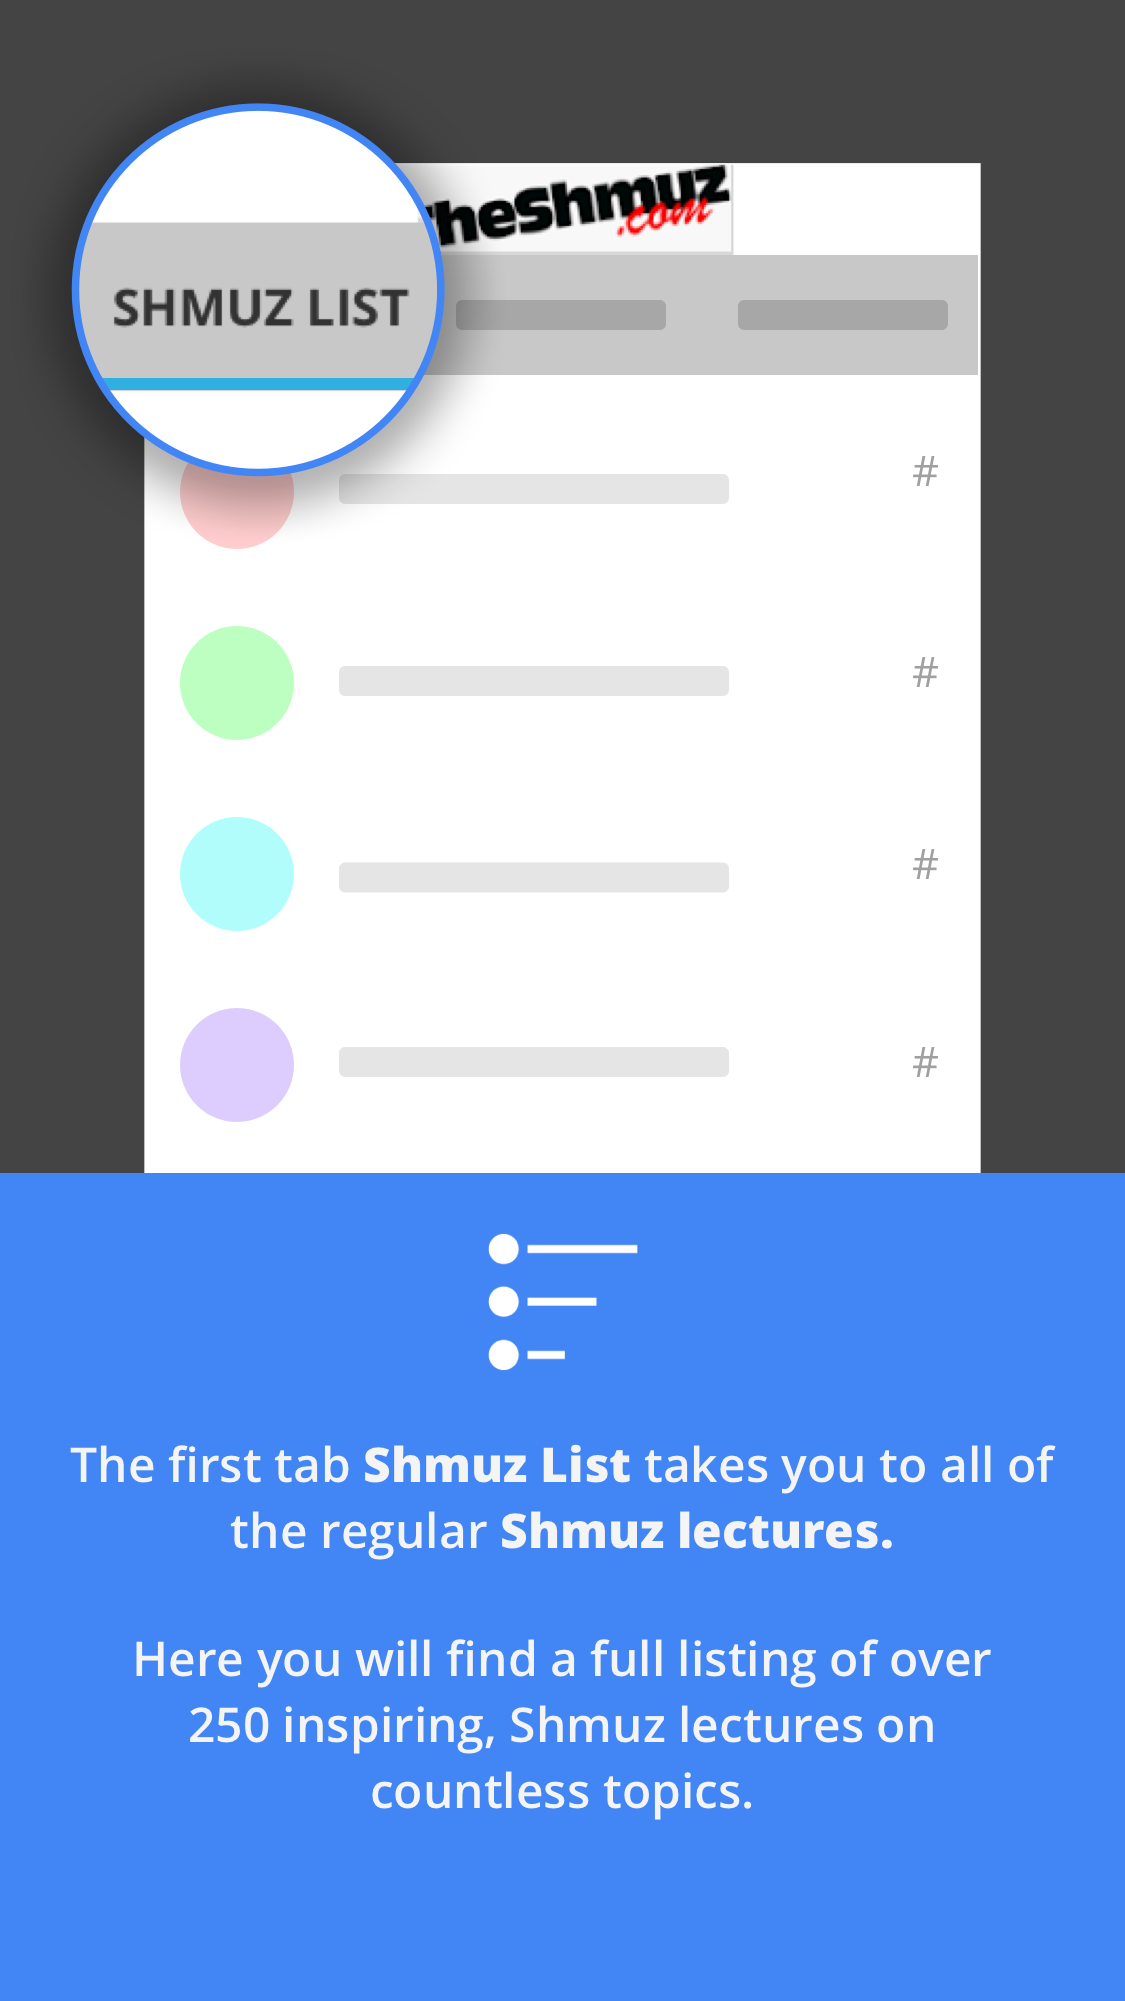 TheShmuz
.com
SHMUZ LIST
#
#
#
#
The first tab Shmuz List takes you to all of
the regular Shmuz lectures.
Here you will find a full listing of over
250 inspiring, Shmuz lectures on
countless topics.